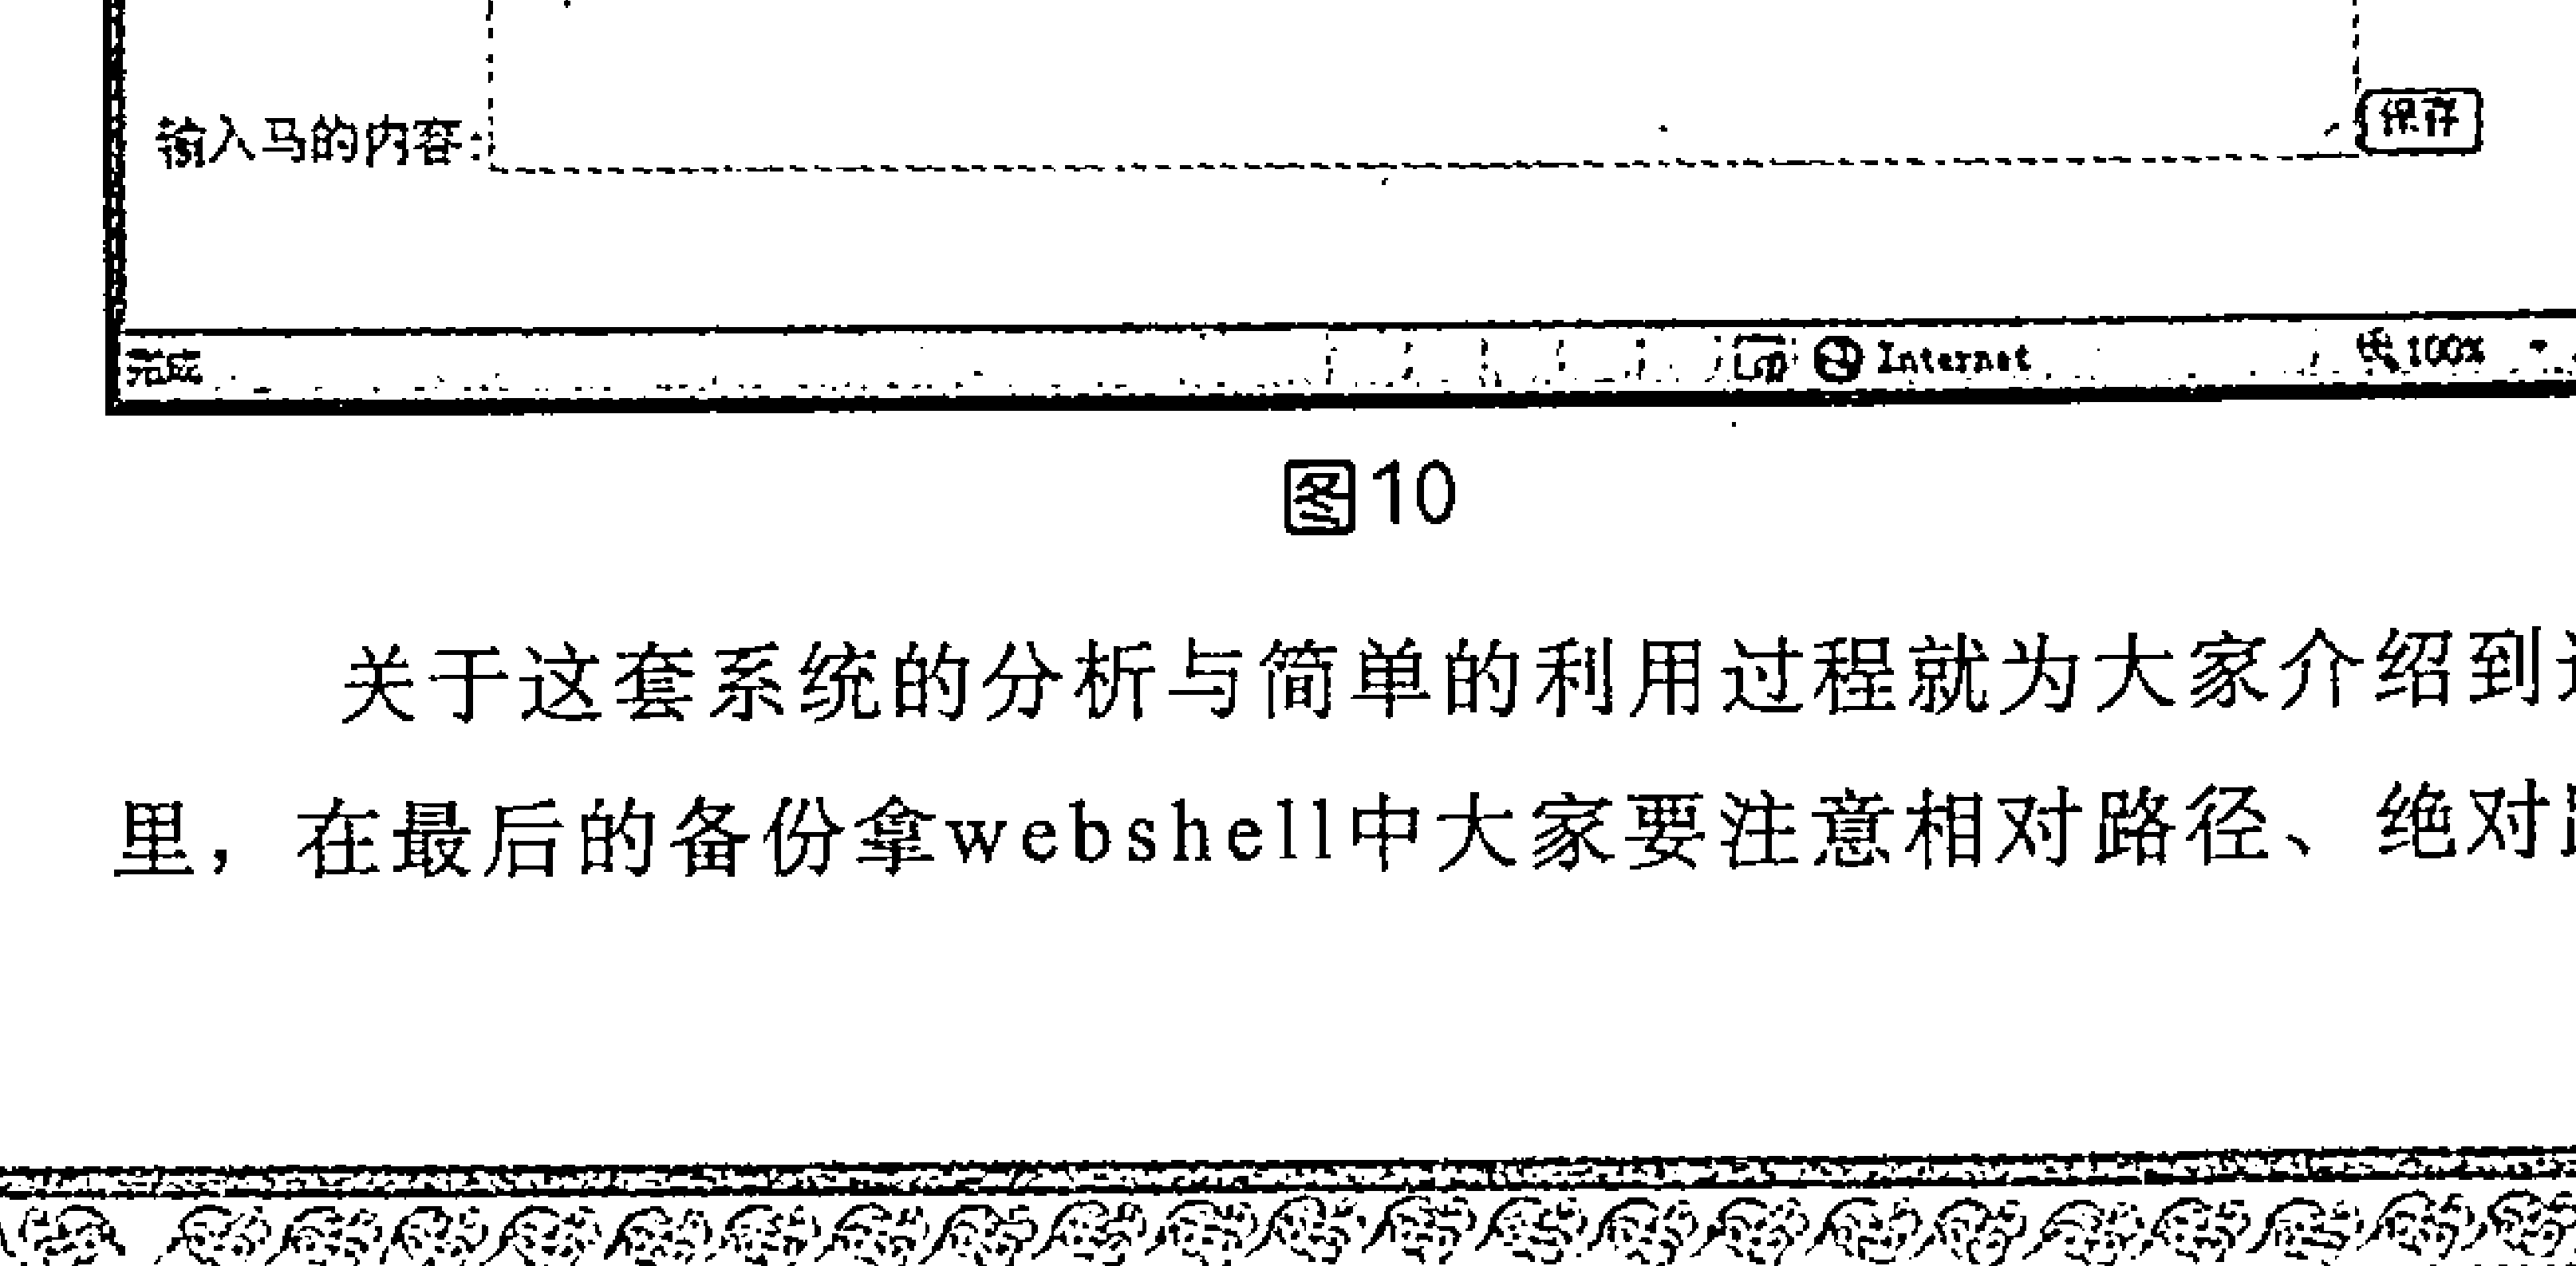 输入马的内容:
保存
完成 Internet 100%
图10
关于这套系统的分析与简单的利用过程就为大家介绍到这
里，在最后的备份拿webshell中大家要注意相对路径、绝对路